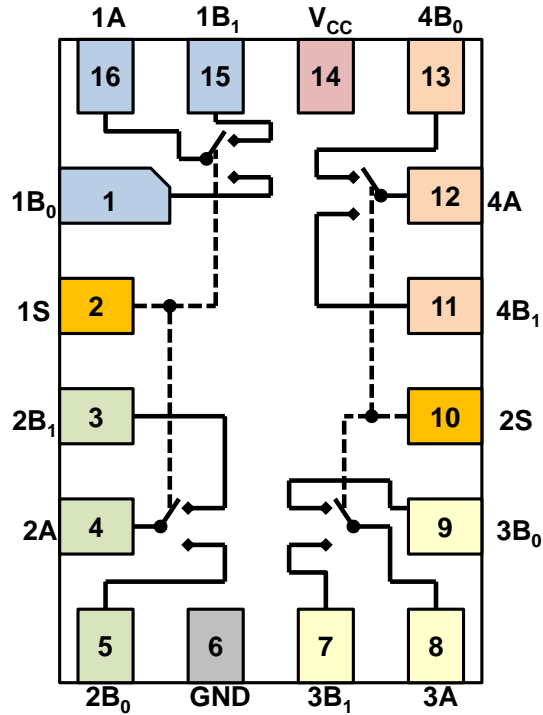 1A 1B₁ V_CC 4B₀
16 15 14 13
1B₀ 1 12 4A
1S 2 11 4B₁
2B₁ 3 10 2S
2A 4 9 3B₀
5 6 7 8
2B₀ GND 3B₁ 3A